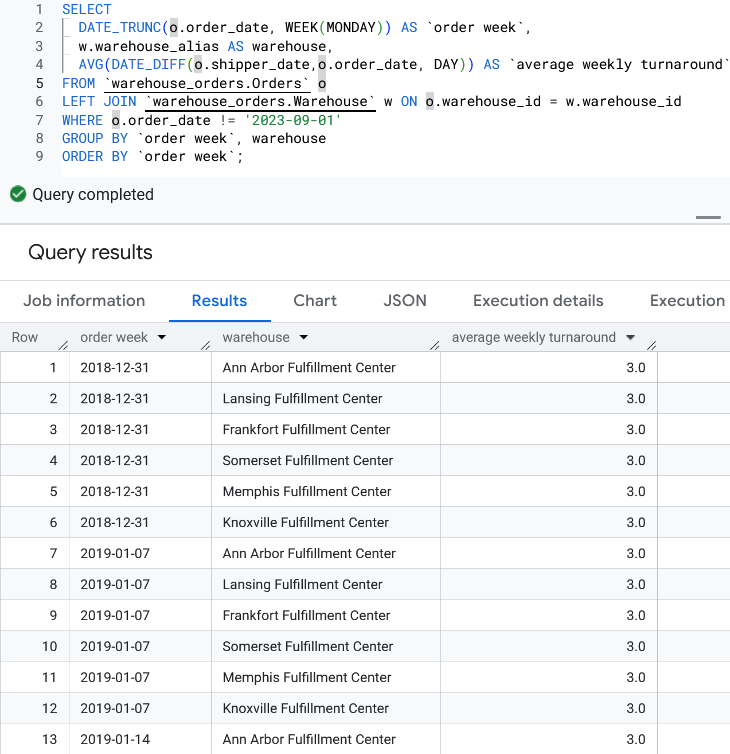 1 SELECT
2 DATE_TRUNC(o.order_date, WEEK(MONDAY)) AS `order week`,
3 w.warehouse_alias AS warehouse,
4 AVG(DATE_DIFF(o.shipper_date,o.order_date, DAY)) AS `average weekly turnaround`
5 FROM `warehouse_orders.Orders` o
6 LEFT JOIN `warehouse_orders.Warehouse` w ON o.warehouse_id = w.warehouse_id
7 WHERE o.order_date != '2023-09-01'
8 GROUP BY `order week`, warehouse
9 ORDER BY `order week`;
Query completed
Query results
Job information Results Chart JSON Execution details Execution
Row order week warehouse average weekly turnaround
1 2018-12-31 Ann Arbor Fulfillment Center 3.0
2 2018-12-31 Lansing Fulfillment Center 3.0
3 2018-12-31 Frankfort Fulfillment Center 3.0
4 2018-12-31 Somerset Fulfillment Center 3.0
5 2018-12-31 Memphis Fulfillment Center 3.0
6 2018-12-31 Knoxville Fulfillment Center 3.0
7 2019-01-07 Ann Arbor Fulfillment Center 3.0
8 2019-01-07 Lansing Fulfillment Center 3.0
9 2019-01-07 Frankfort Fulfillment Center 3.0
10 2019-01-07 Somerset Fulfillment Center 3.0
11 2019-01-07 Memphis Fulfillment Center 3.0
12 2019-01-07 Knoxville Fulfillment Center 3.0
13 2019-01-14 Ann Arbor Fulfillment Center 3.0